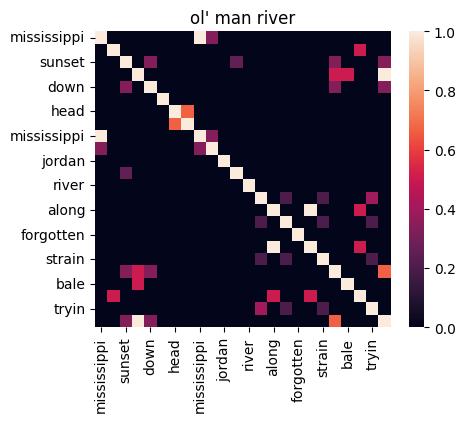 ol' man river
mississippi
sunset
down
head
mississippi
jordan
river
along
forgotten
strain
bale
tryin
1.0
0.8
0.6
0.4
0.2
0.0
mississippi
sunset
down
head
mississippi
jordan
river
along
forgotten
strain
bale
tryin